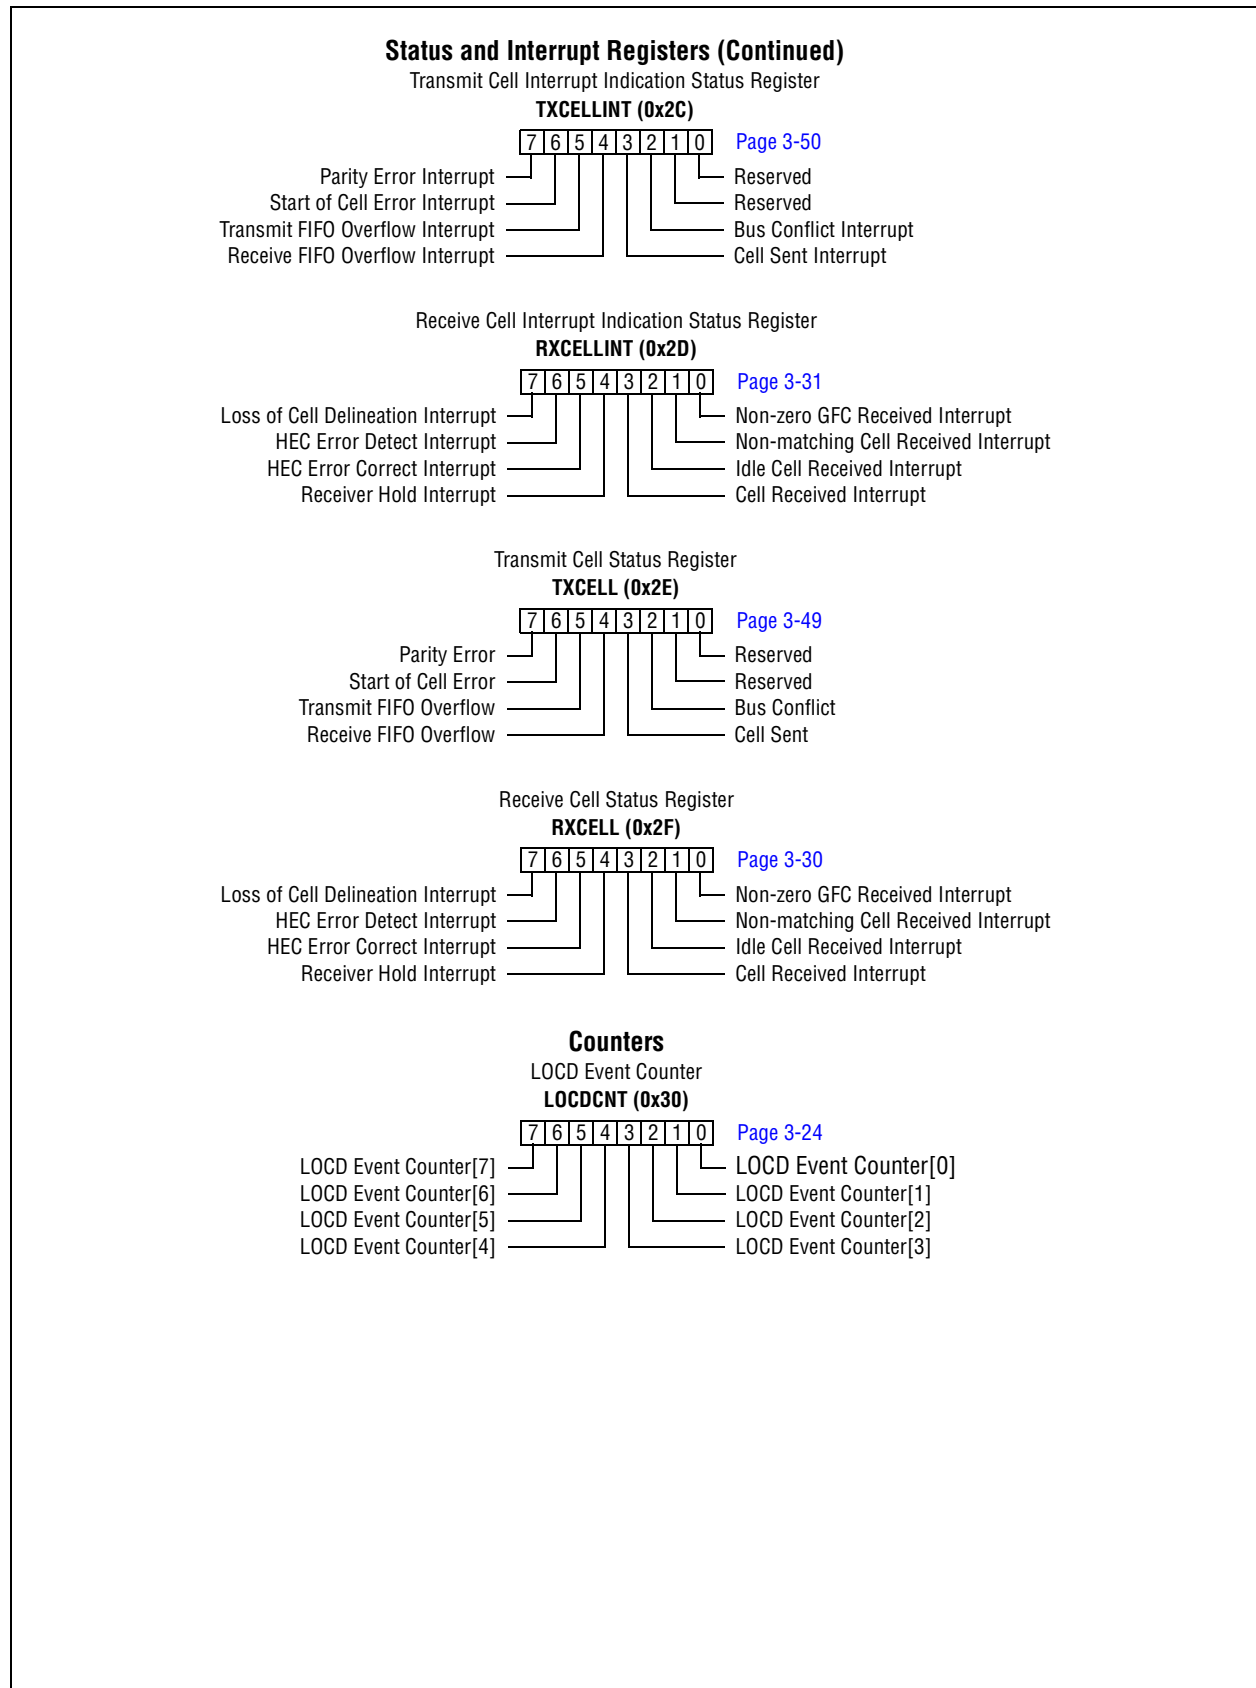 Status and Interrupt Registers (Continued)
Transmit Cell Interrupt Indication Status Register
TXCELLINT (0x2C)
7 6 5 4 3 2 1 0 Page 3-50
Parity Error Interrupt Reserved
Start of Cell Error Interrupt Reserved
Transmit FIFO Overflow Interrupt Bus Conflict Interrupt
Receive FIFO Overflow Interrupt Cell Sent Interrupt
Receive Cell Interrupt Indication Status Register
RXCELLINT (0x2D)
7 6 5 4 3 2 1 0 Page 3-31
Loss of Cell Delineation Interrupt Non-zero GFC Received Interrupt
HEC Error Detect Interrupt Non-matching Cell Received Interrupt
HEC Error Correct Interrupt Idle Cell Received Interrupt
Receiver Hold Interrupt Cell Received Interrupt
Transmit Cell Status Register
TXCELL (0x2E)
7 6 5 4 3 2 1 0 Page 3-49
Parity Error Reserved
Start of Cell Error Reserved
Transmit FIFO Overflow Bus Conflict
Receive FIFO Overflow Cell Sent
Receive Cell Status Register
RXCELL (0x2F)
7 6 5 4 3 2 1 0 Page 3-30
Loss of Cell Delineation Interrupt Non-zero GFC Received Interrupt
HEC Error Detect Interrupt Non-matching Cell Received Interrupt
HEC Error Correct Interrupt Idle Cell Received Interrupt
Receiver Hold Interrupt Cell Received Interrupt
Counters
LOCD Event Counter
LOCDCNT (0x30)
7 6 5 4 3 2 1 0 Page 3-24
LOCD Event Counter[7] LOCD Event Counter[0]
LOCD Event Counter[6] LOCD Event Counter[1]
LOCD Event Counter[5] LOCD Event Counter[2]
LOCD Event Counter[4] LOCD Event Counter[3]